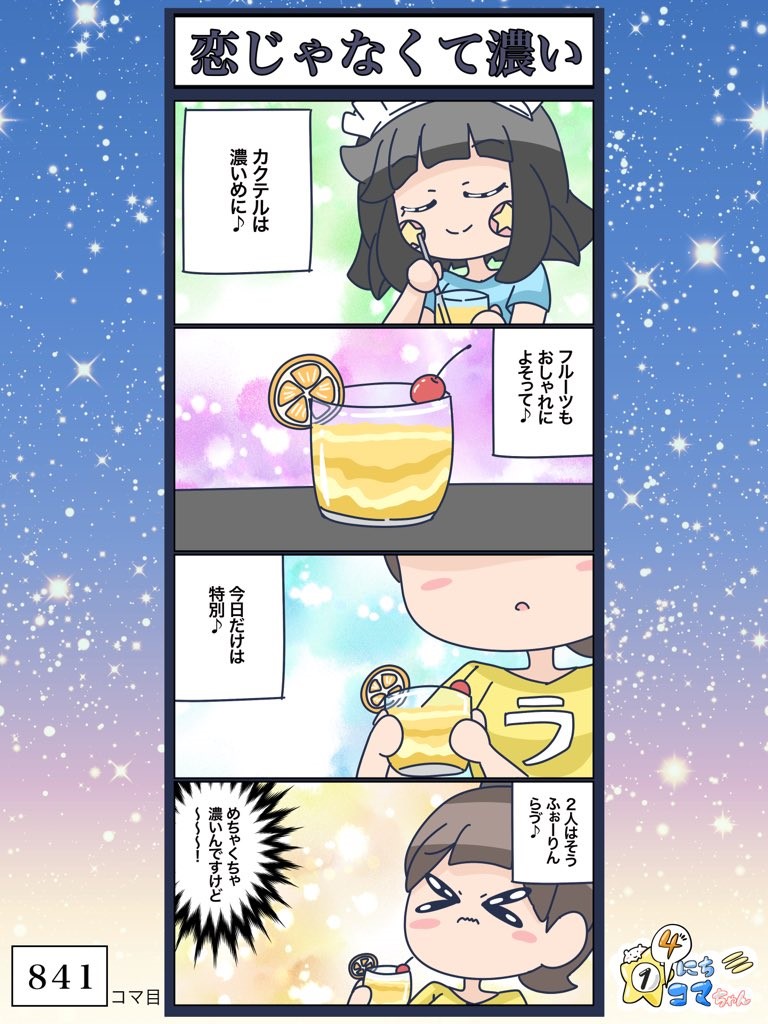 恋じゃなくて濃い
カクテルは
濃いめに♪
フルーツも
おしゃれに
よそって♪
今日だけは
特別♪
う
2人はそう
ふぉーりん
らづ♪
めちゃくちゃ
濃いんですけど
〜〜〜!
841
コマ目
1
にち
4
コマ
ちゃん